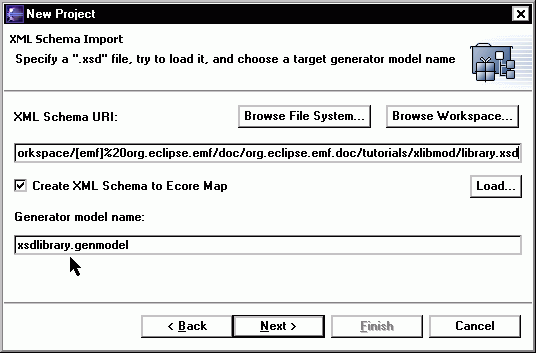 New Project
XML Schema Import
Specify a ".xsd" file, try to load it, and choose a target generator model name
XML Schema URI:
Browse File System...
Browse Workspace...
orkspace/[emf]%20org.eclipse.emf/doc/org.eclipse.emf.doc/tutorials/xlibmod/library.xsd
Create XML Schema to Ecore Map
Load...
Generator model name:
xsdlibrary.genmodel
< Back
Next >
Finish
Cancel